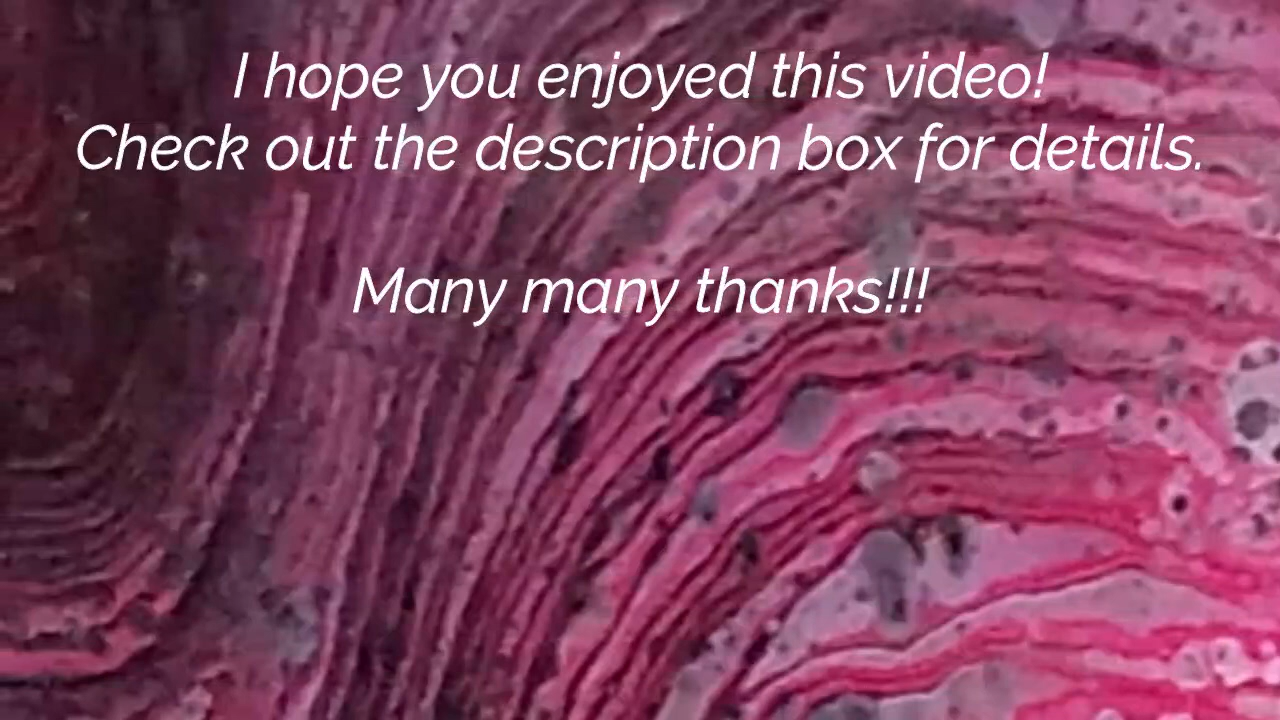 I hope you enjoyed this video!
Check out the description box for details.
Many many thanks!!!